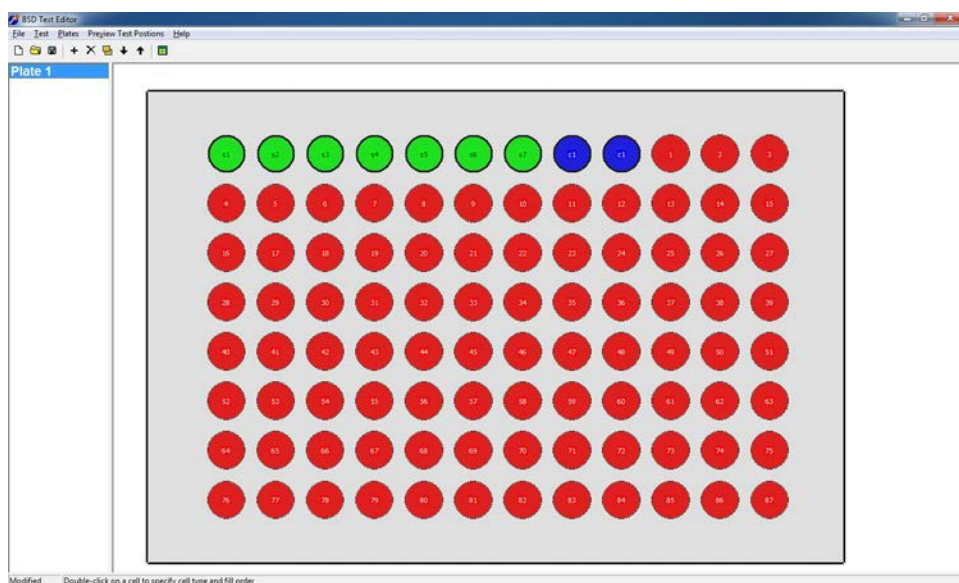 BSD Test Editor
File Test Plates Preview Test Postions Help
Plate 1
s1 s2 s3 s4 s5 s6 s7 c1 c1 1 2 3
4 5 6 7 8 9 10 11 12 13 14 15
16 17 18 19 20 21 22 23 24 25 26 27
28 29 30 31 32 33 34 35 36 37 38 39
40 41 42 43 44 45 46 47 48 49 50 51
52 53 54 55 56 57 58 59 60 61 62 63
64 65 66 67 68 69 70 71 72 73 74 75
76 77 78 79 80 81 82 83 84 85 86 87
Modified Double-click on a cell to specify cell type and fill order